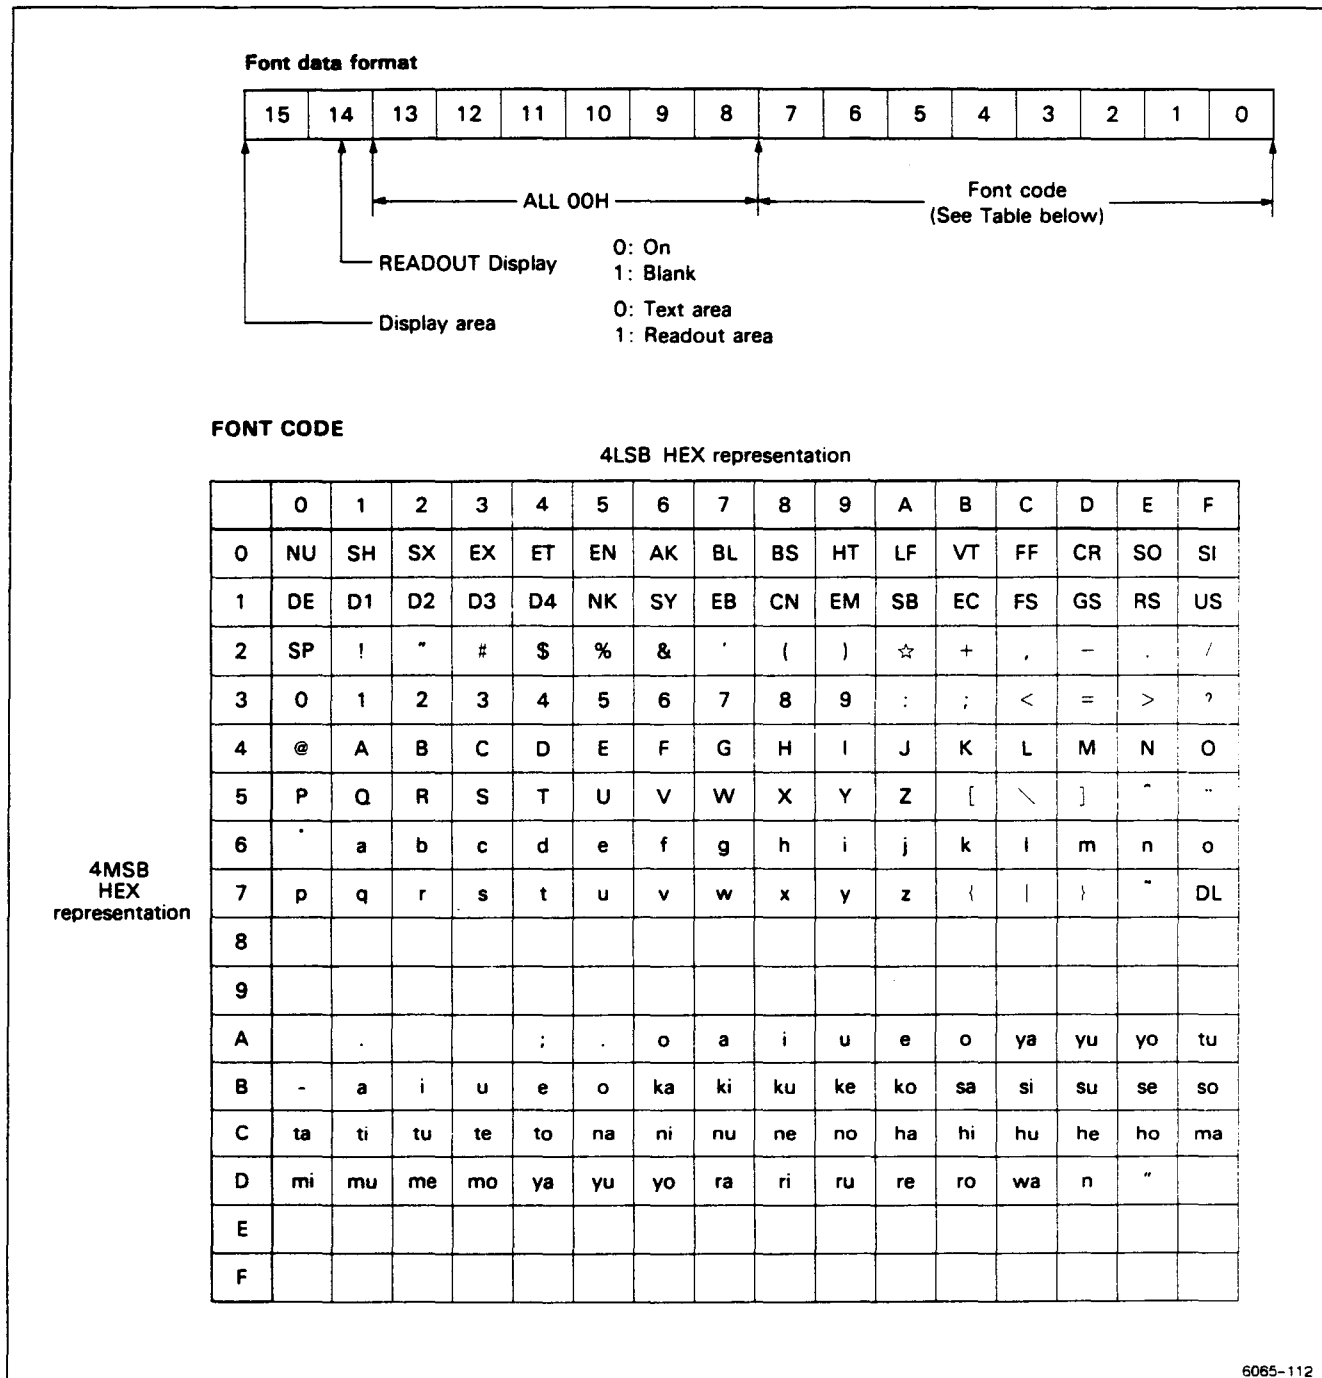 Font data format
15 14 13 12 11 10 9 8 7 6 5 4 3 2 1 0
ALL 00H
Font code
(See Table below)
READOUT Display 0: On
1: Blank
Display area 0: Text area
1: Readout area
FONT CODE
4LSB HEX representation
0 1 2 3 4 5 6 7 8 9 A B C D E F
0 NU SH SX EX ET EN AK BL BS HT LF VT FF CR SO SI
1 DE D1 D2 D3 D4 NK SY EB CN EM SB EC FS GS RS US
2 SP ! " # $ % & ' ( ) ☆ + , – . /
3 0 1 2 3 4 5 6 7 8 9 : ; < = > ?
4 @ A B C D E F G H I J K L M N O
5 P Q R S T U V W X Y Z [ \ ] ^ ¨
6 a b c d e f g h i j k l m n o
4MSB
HEX
representation
7 p q r s t u v w x y z { | } ~ DL
8
9
A . ; . o a i u e o ya yu yo tu
B - a i u e o ka ki ku ke ko sa si su se so
C ta ti tu te to na ni nu ne no ha hi hu he ho ma
D mi mu me mo ya yu yo ra ri ru re ro wa n "
E
F
6065-112